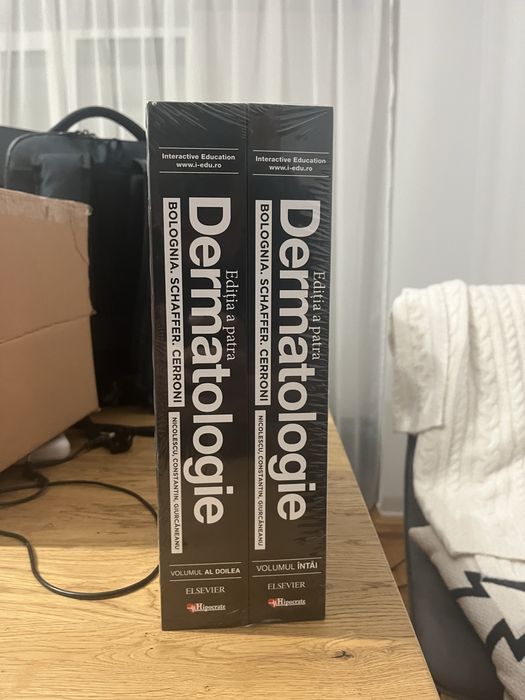 Interactive Education
www.i-edu.ro
Dermatologie
Ediția a patra
BOLOGNIA. SCHAFFER. CERRONI
NICOLESCU, CONSTANTIN, GIURCĂNEANU
VOLUMUL AL DOILEA
ELSEVIER
Hipocrate
Interactive Education
www.i-edu.ro
Dermatologie
Ediția a patra
BOLOGNIA. SCHAFFER. CERRONI
NICOLESCU, CONSTANTIN, GIURCĂNEANU
VOLUMUL ÎNTÂI
ELSEVIER
Hipocrate